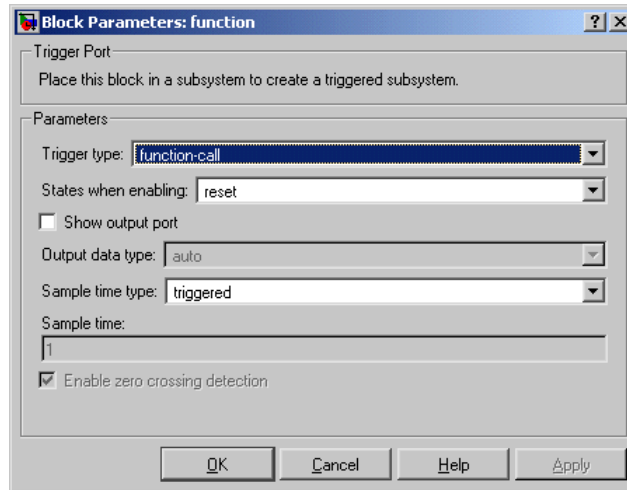 Block Parameters: function
Trigger Port
Place this block in a subsystem to create a triggered subsystem.
Parameters
Trigger type: function-call
States when enabling: reset
Show output port
Output data type: auto
Sample time type: triggered
Sample time:
1
Enable zero crossing detection
OK Cancel Help Apply